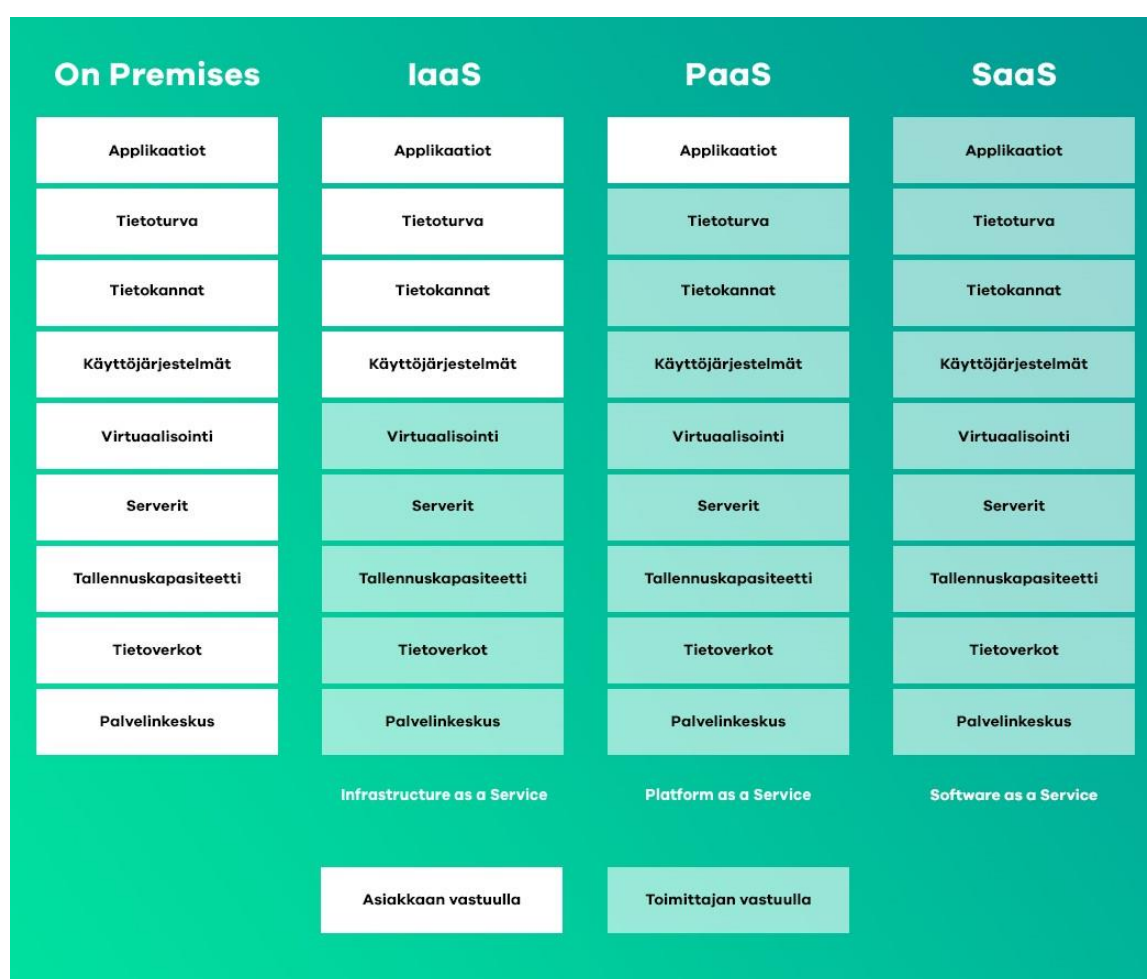 On Premises
IaaS
PaaS
SaaS
Applikaatiot
Applikaatiot
Applikaatiot
Applikaatiot
Tietoturva
Tietoturva
Tietoturva
Tietoturva
Tietokannat
Tietokannat
Tietokannat
Tietokannat
Käyttöjärjestelmät
Käyttöjärjestelmät
Käyttöjärjestelmät
Käyttöjärjestelmät
Virtuaalisointi
Virtuaalisointi
Virtuaalisointi
Virtuaalisointi
Serverit
Serverit
Serverit
Serverit
Tallennuskapasiteetti
Tallennuskapasiteetti
Tallennuskapasiteetti
Tallennuskapasiteetti
Tietoverkot
Tietoverkot
Tietoverkot
Tietoverkot
Palvelinkeskus
Palvelinkeskus
Palvelinkeskus
Palvelinkeskus
Infrastructure as a Service
Platform as a Service
Software as a Service
Asiakkaan vastuulla
Toimittajan vastuulla